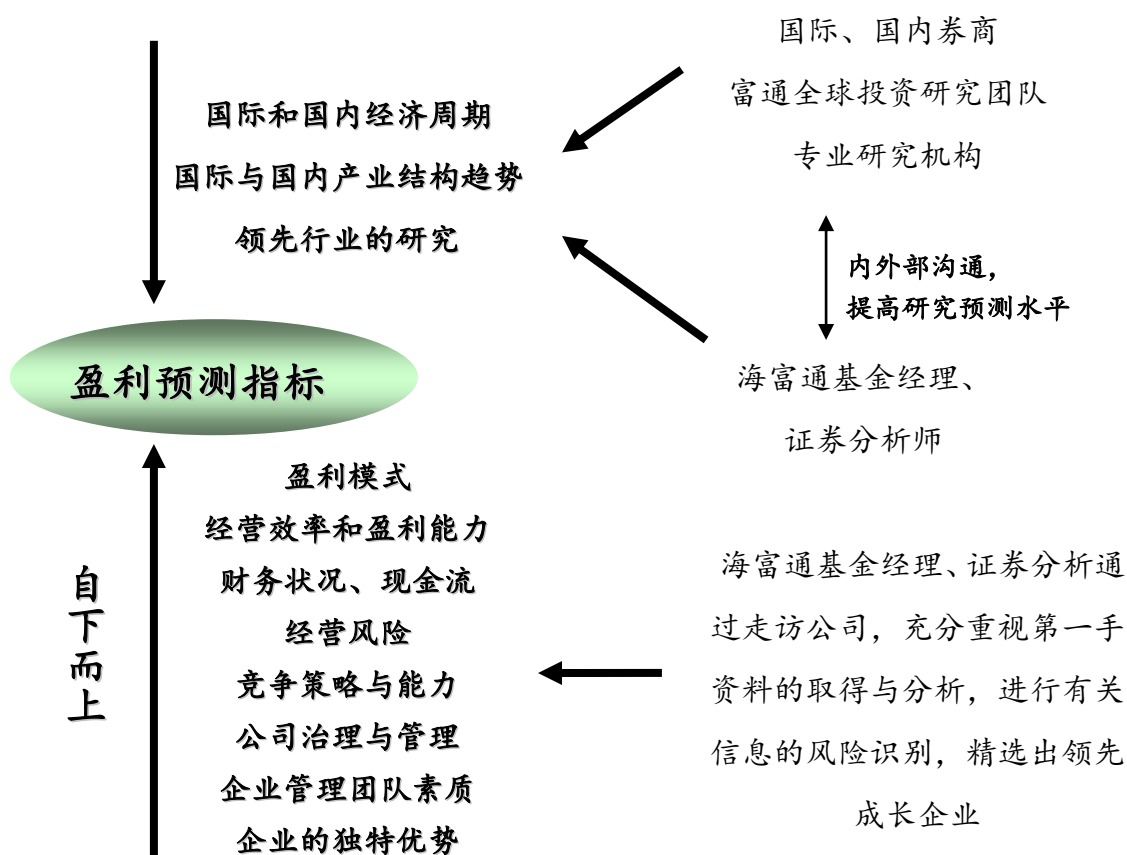 国际、国内券商
富通全球投资研究团队
专业研究机构
国际和国内经济周期
国际与国内产业结构趋势
领先行业的研究
内外部沟通，
提高研究预测水平
盈利预测指标
海富通基金经理、
证券分析师
自下而上
盈利模式
经营效率和盈利能力
财务状况、现金流
经营风险
竞争策略与能力
公司治理与管理
企业管理团队素质
企业的独特优势
海富通基金经理、证券分析通
过走访公司，充分重视第一手
资料的取得与分析，进行有关
信息的风险识别，精选出领先
成长企业